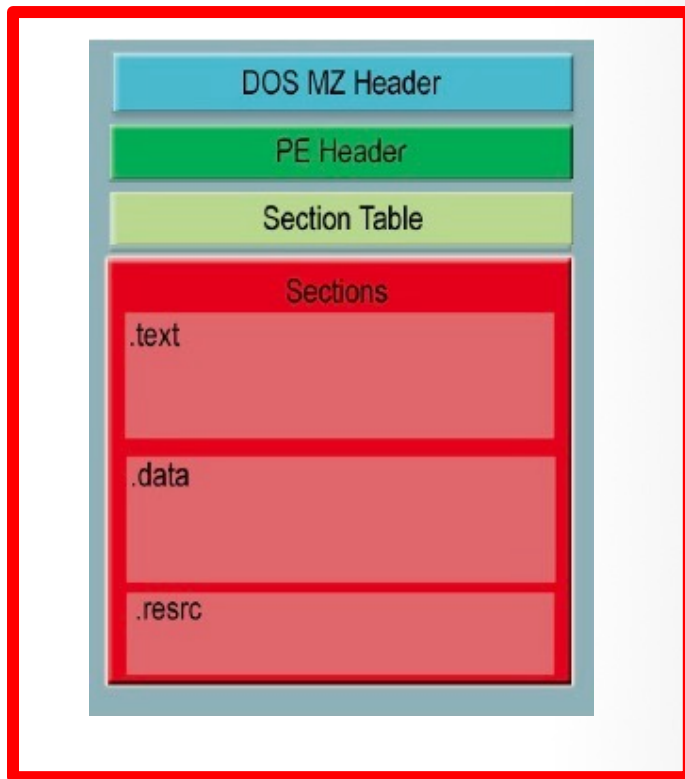 DOS MZ Header
PE Header
Section Table
Sections
.text
.data
.resrc